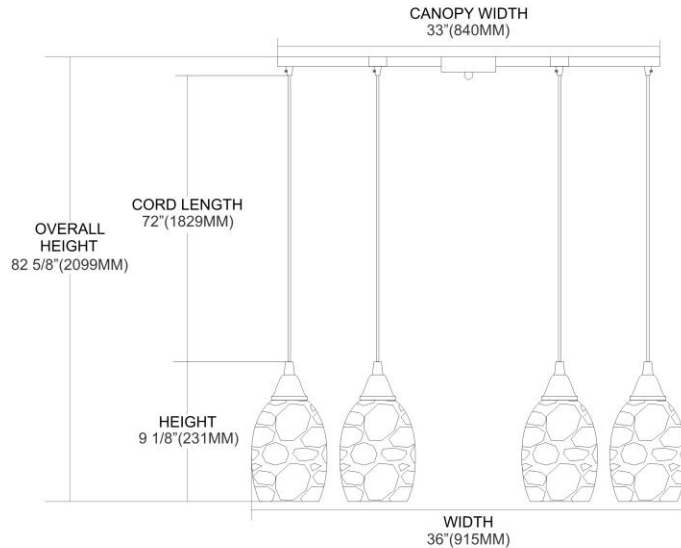 CANOPY WIDTH
33”(840MM)
CORD LENGTH
72”(1829MM)
OVERALL
HEIGHT
82 5/8”(2099MM)
HEIGHT
9 1/8”(231MM)
WIDTH
36”(915MM)